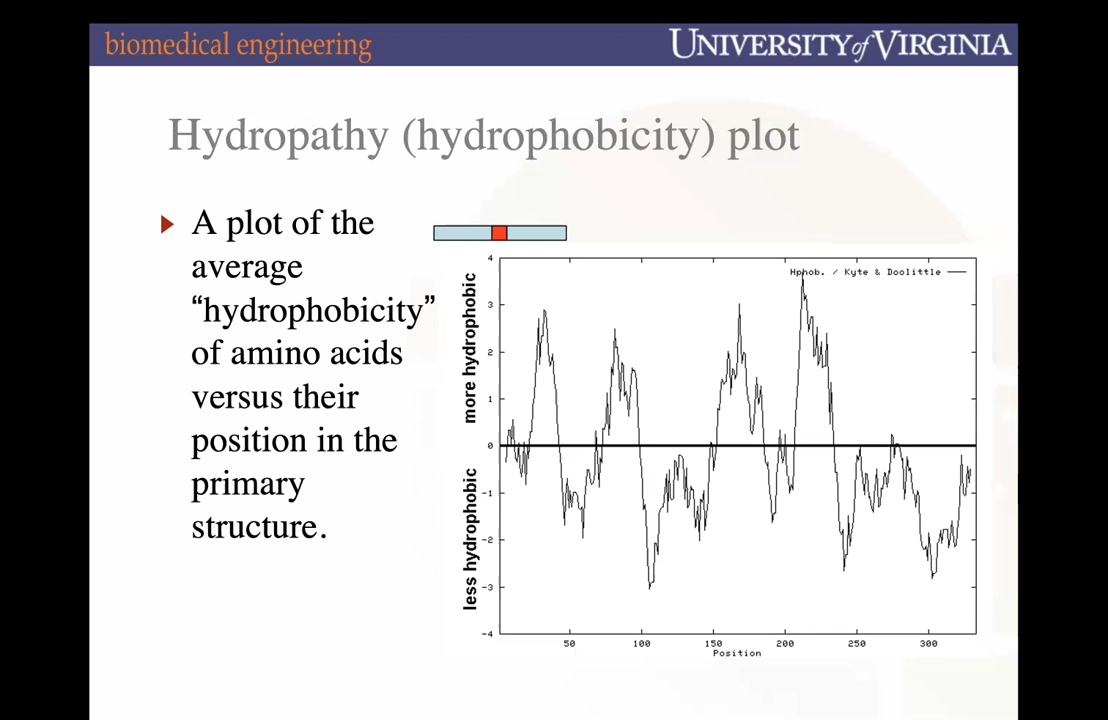 biomedical engineering
UNIVERSITY of VIRGINIA
Hydropathy (hydrophobicity) plot
A plot of the
average
“hydrophobicity”
of amino acids
versus their
position in the
primary
structure.
more hydrophobic
less hydrophobic
Hphob. / Kyte & Doolittle
4
3
2
1
0
-1
-2
-3
-4
50 100 150 200 250 300
Position